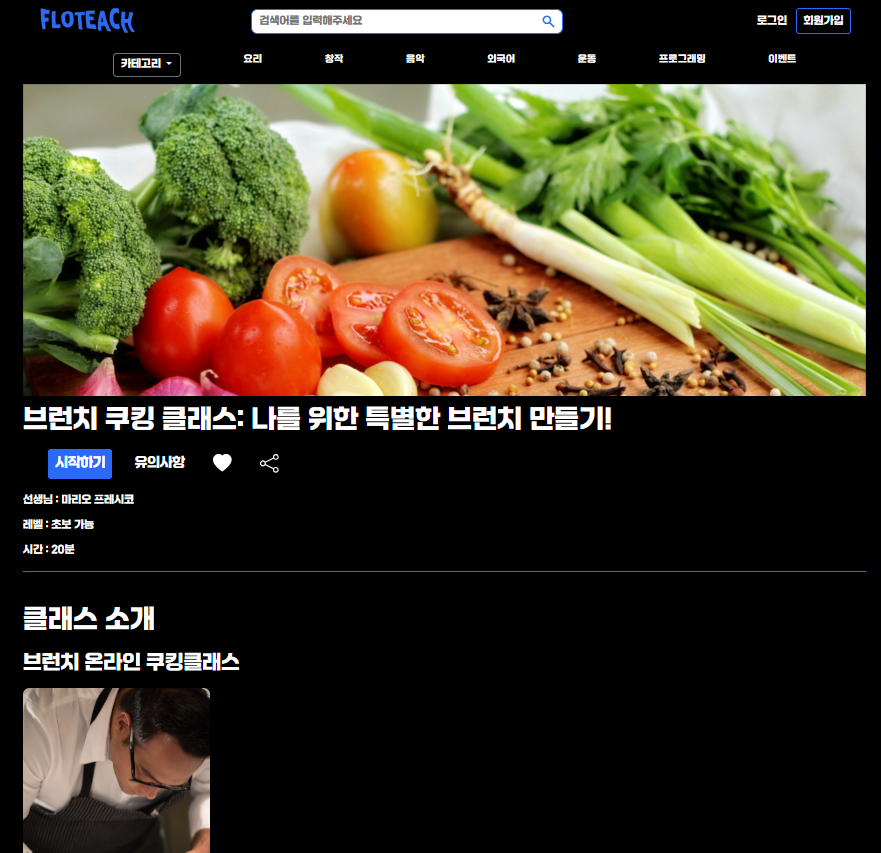 FLOTEACH
검색어를 입력해주세요
로그인 회원가입
카테고리 요리 창작 음악 외국어 운동 프로그래밍 이벤트
브런치 쿠킹 클래스: 나를 위한 특별한 브런치 만들기!
시작하기 유의사항
선생님 : 마리오 프레시코
레벨 : 초보 가능
시간 : 20분
클래스 소개
브런치 온라인 쿠킹클래스